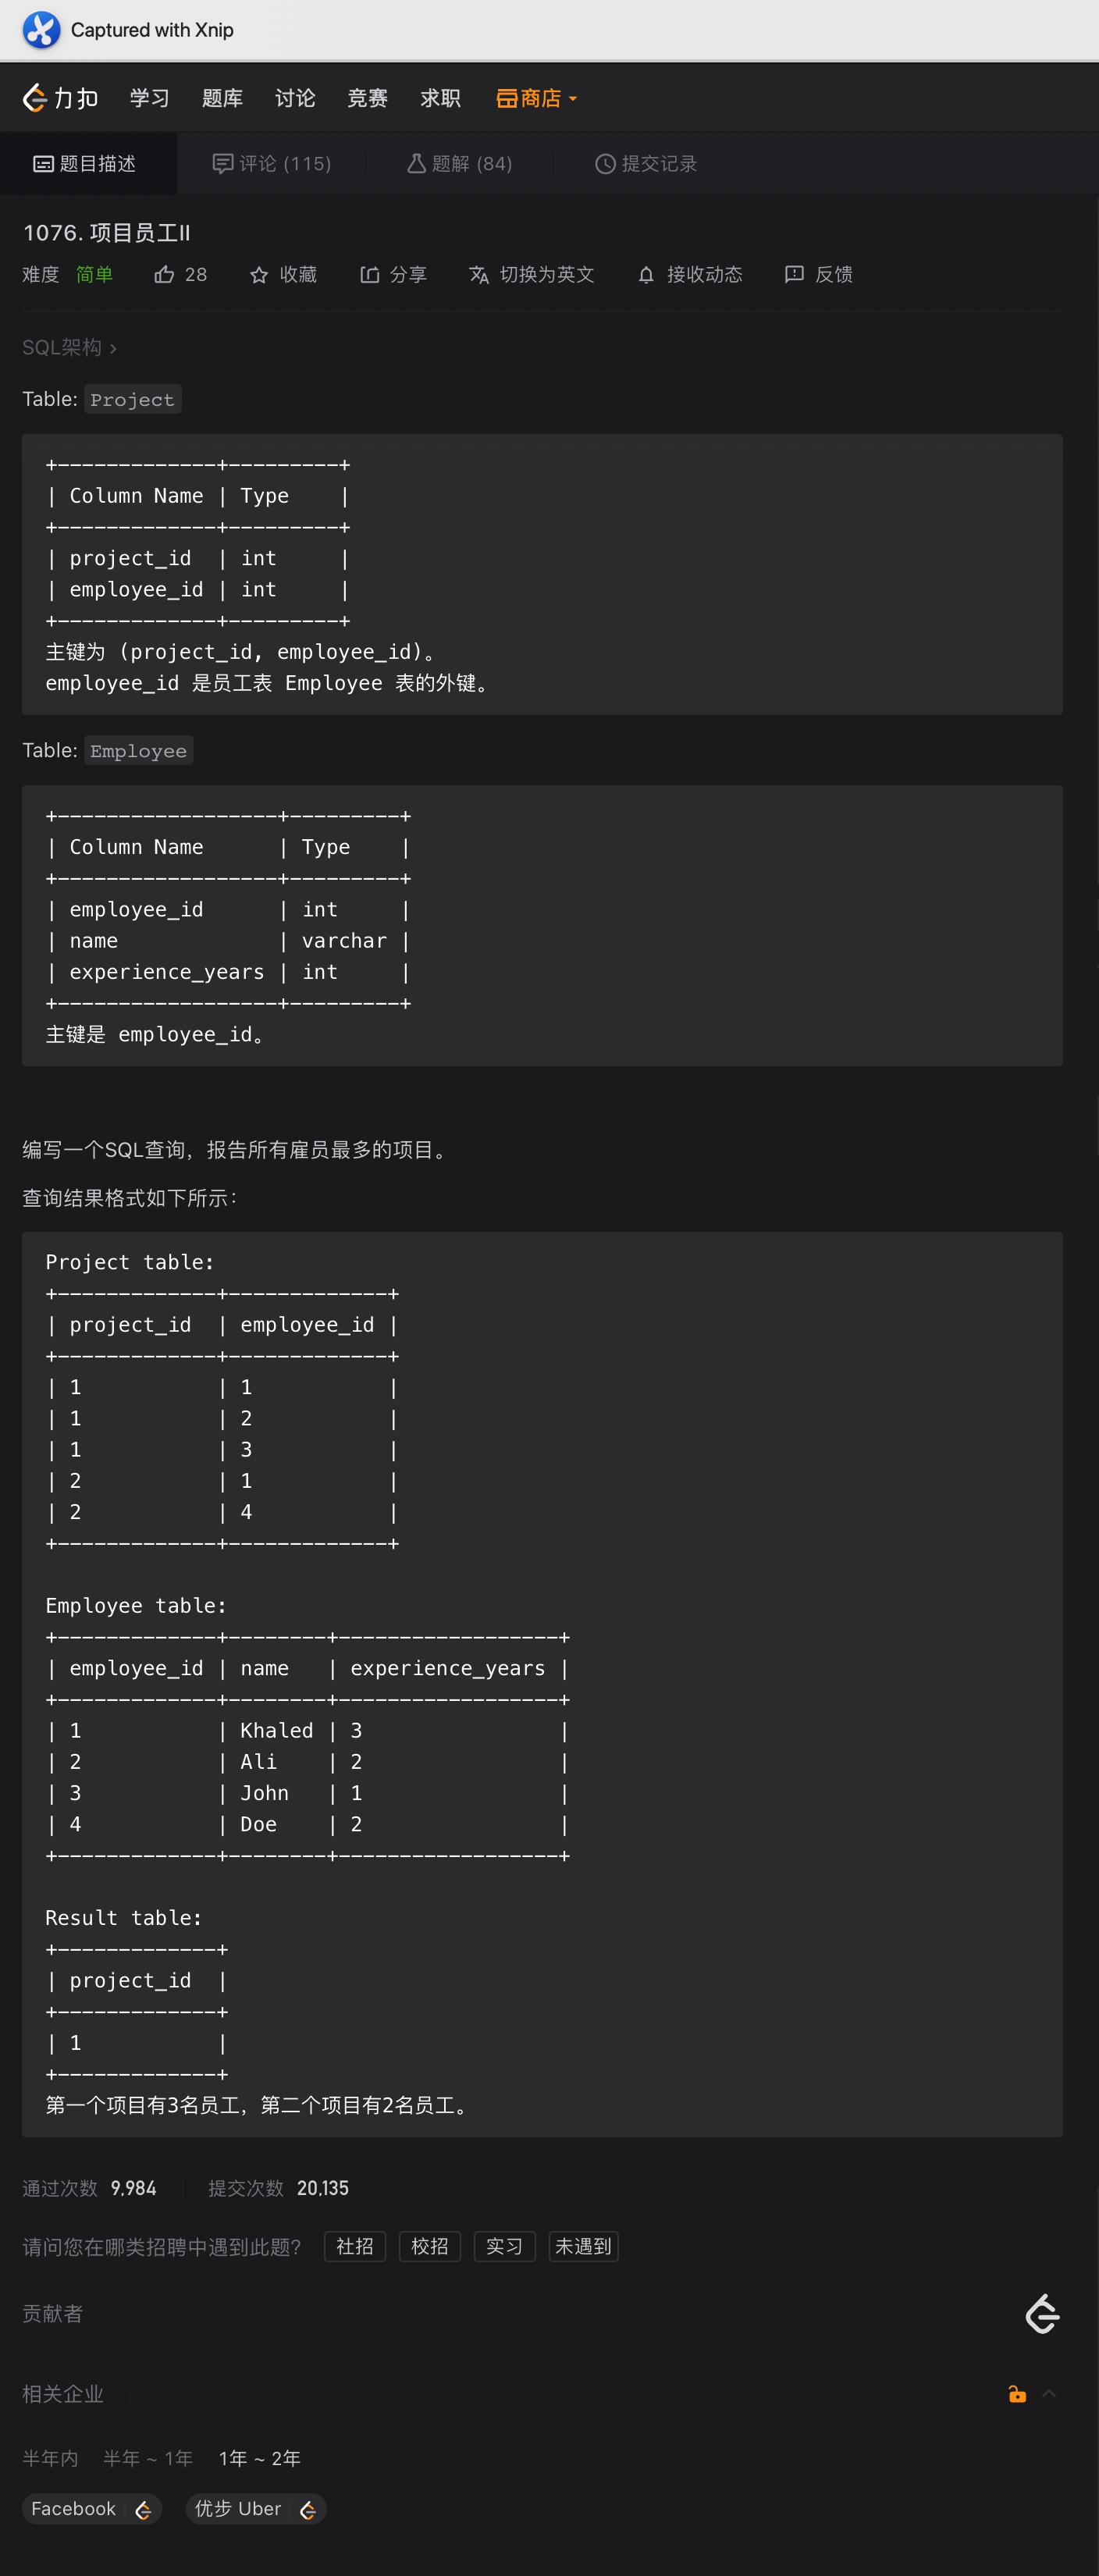 Captured with Xnip
力扣 学习 题库 讨论 竞赛 求职 商店
题目描述 评论 (115) 题解 (84) 提交记录
1076. 项目员工II
难度 简单 28 收藏 分享 切换为英文 接收动态 反馈
SQL架构 ›
Table: Project
+-------------+---------+
| Column Name | Type    |
+-------------+---------+
| project_id  | int     |
| employee_id | int     |
+-------------+---------+
主键为 (project_id, employee_id)。
employee_id 是员工表 Employee 表的外键。
Table: Employee
+------------------+---------+
| Column Name      | Type    |
+------------------+---------+
| employee_id      | int     |
| name             | varchar |
| experience_years | int     |
+------------------+---------+
主键是 employee_id。
编写一个SQL查询，报告所有雇员最多的项目。
查询结果格式如下所示：
Project table:
+-------------+-------------+
| project_id  | employee_id |
+-------------+-------------+
| 1           | 1           |
| 1           | 2           |
| 1           | 3           |
| 2           | 1           |
| 2           | 4           |
+-------------+-------------+
Employee table:
+-------------+--------+------------------+
| employee_id | name   | experience_years |
+-------------+--------+------------------+
| 1           | Khaled | 3                |
| 2           | Ali    | 2                |
| 3           | John   | 1                |
| 4           | Doe    | 2                |
+-------------+--------+------------------+
Result table:
+-------------+
| project_id  |
+-------------+
| 1           |
+-------------+
第一个项目有3名员工，第二个项目有2名员工。
通过次数 9,984 提交次数 20,135
请问您在哪类招聘中遇到此题？ 社招 校招 实习 未遇到
贡献者
相关企业
半年内 半年 ~ 1年 1年 ~ 2年
Facebook 优步 Uber